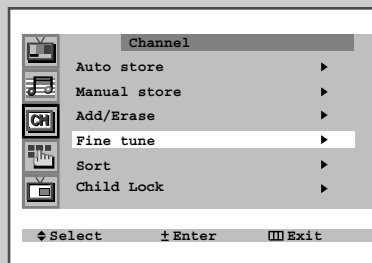 Channel
Auto store
Manual store
CH
Add/Erase
Fine tune
Sort
Child Lock
Select ± Enter Exit